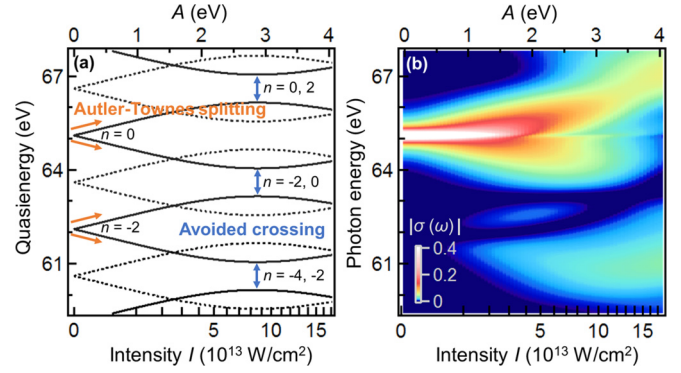 A (eV)
0 1 2 3 4
(a)
n = 0, 2
Autler-Townes splitting
n = 0
n = -2, 0
n = -2
Avoided crossing
n = -4, -2
67
64
61
Quasienergy (eV)
0 5 10 15
Intensity I (10¹³ W/cm²)
A (eV)
0 1 2 3 4
(b)
67
64
61
Photon energy (eV)
|σ (ω)|
0.4
0.2
0
0 5 10 15
Intensity I (10¹³ W/cm²)